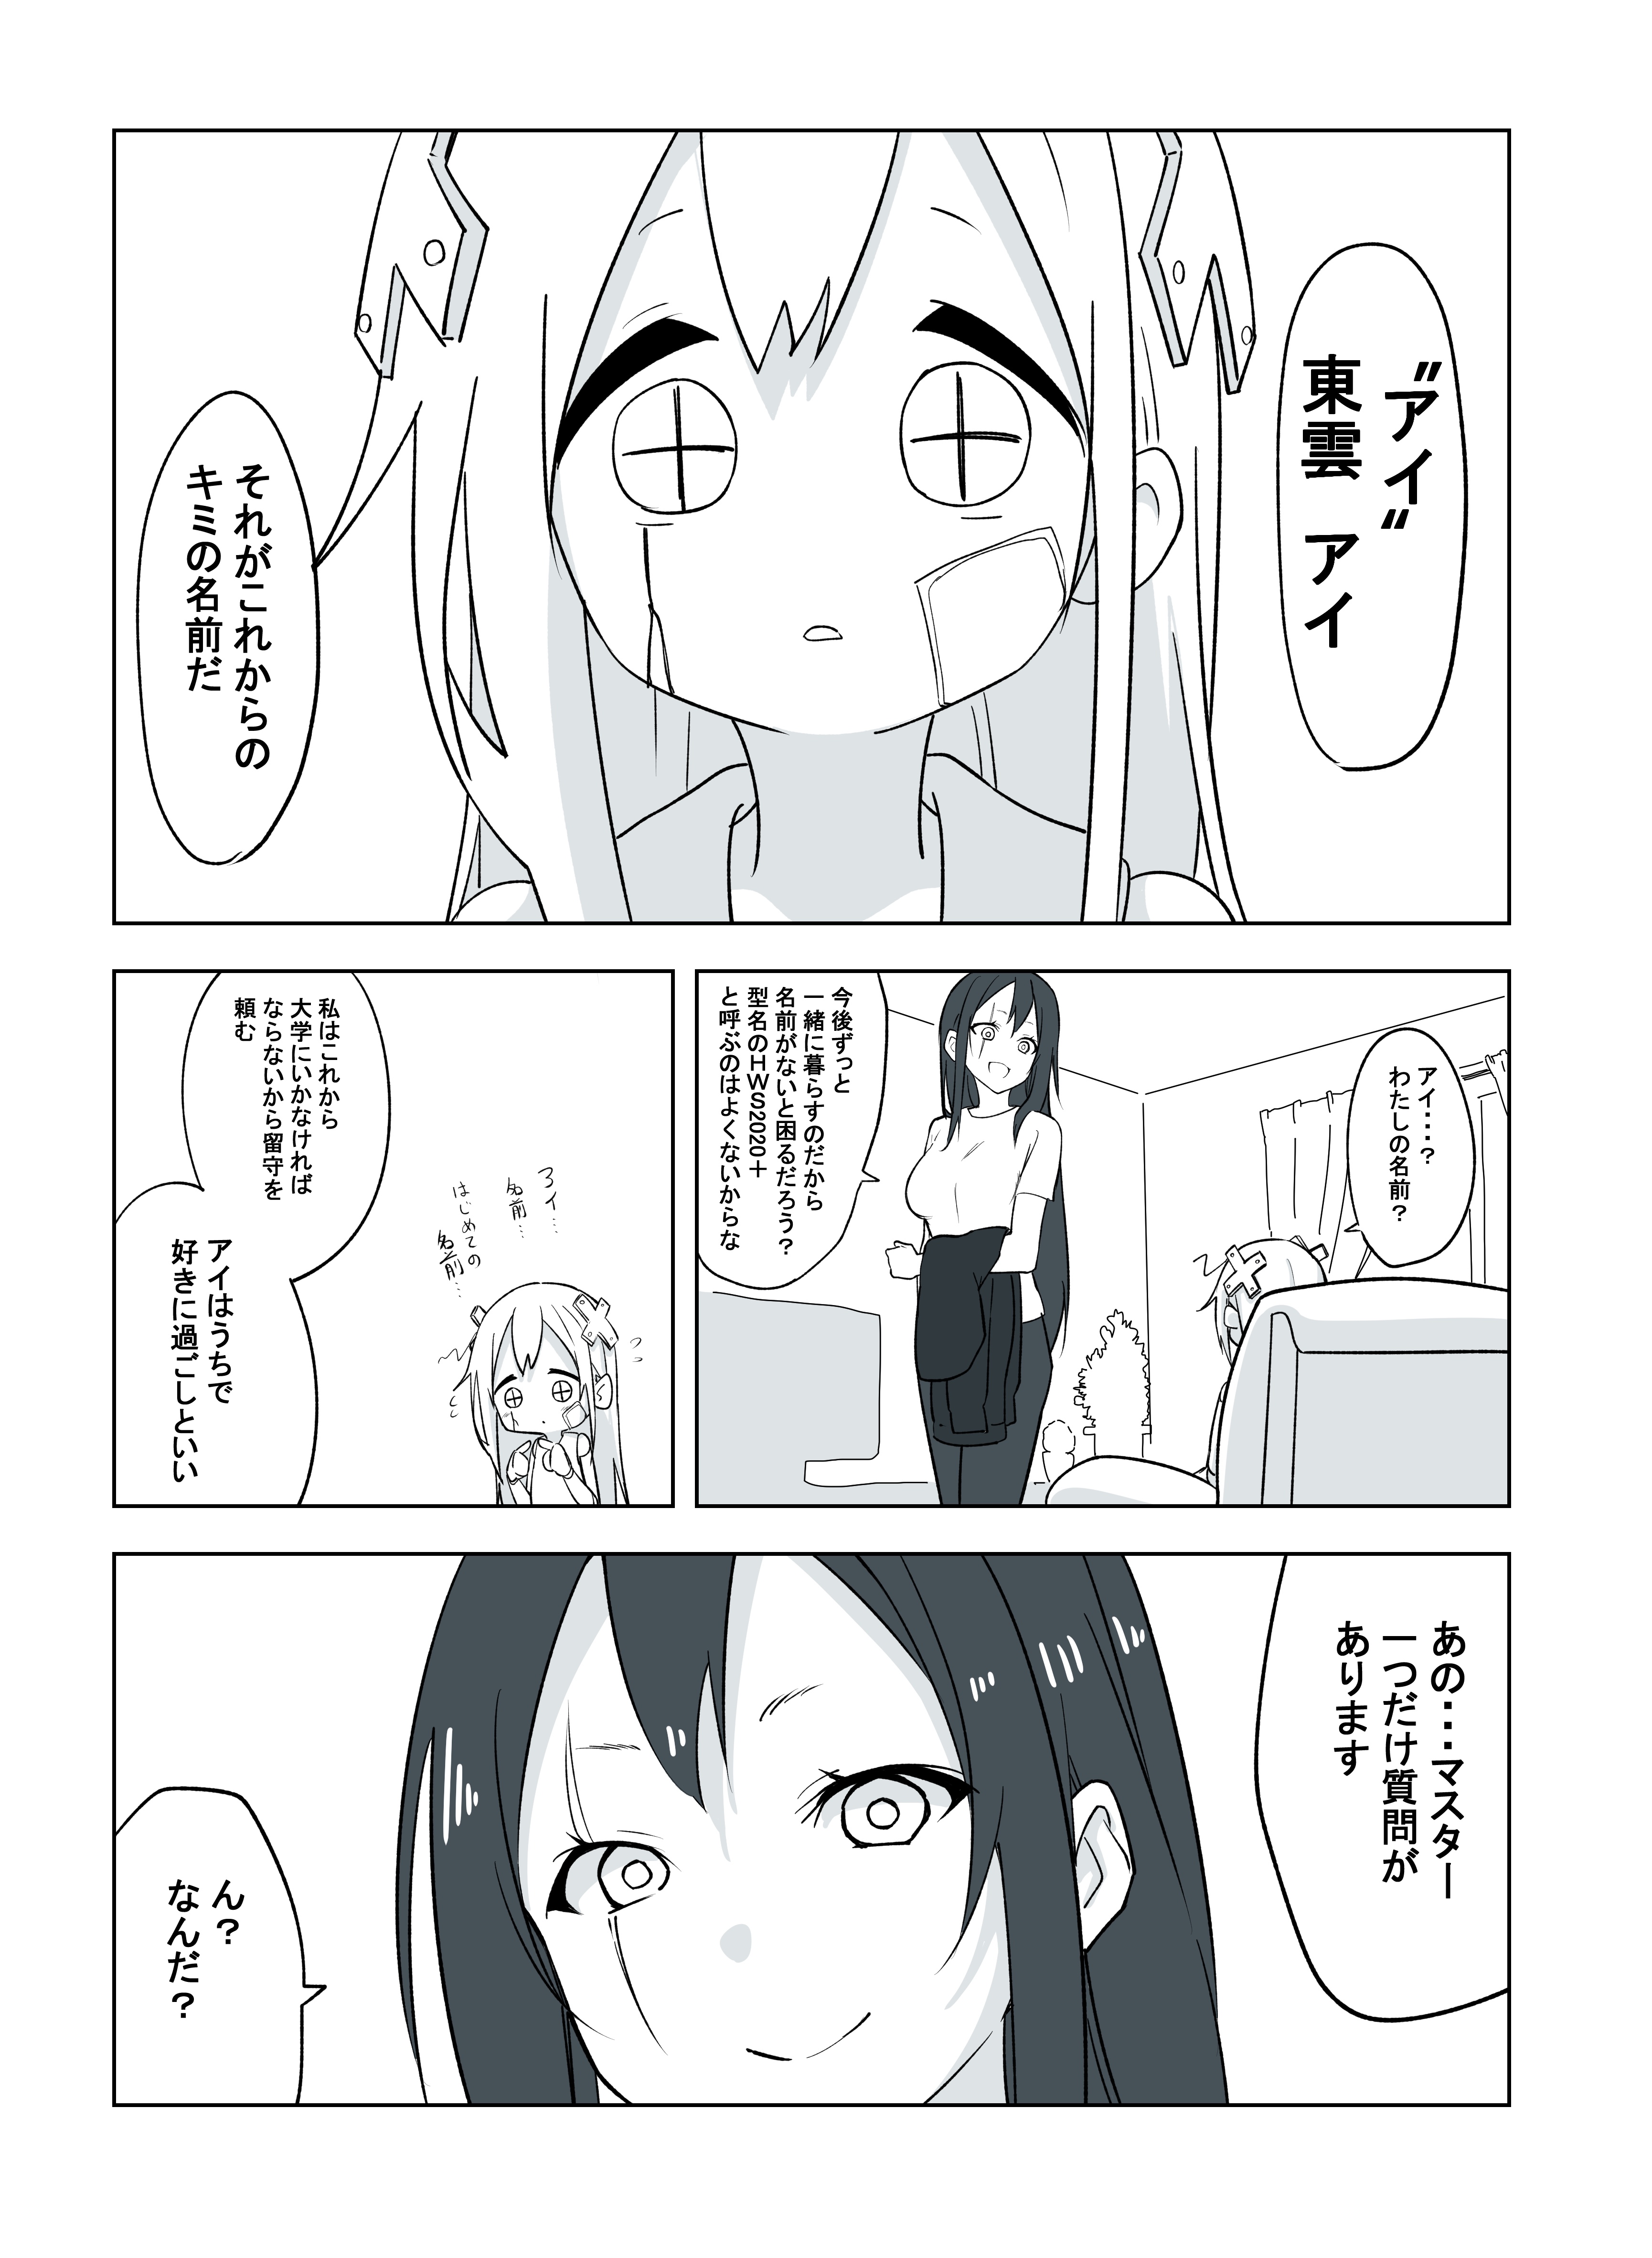 〝アイ〟
東雲 アイ
それがこれからの
キミの名前だ
アイ・・・？
わたしの名前？
今後ずっと
一緒に暮らすのだから
名前がないと困るだろう？
型名のＨＷＳ2020＋
と呼ぶのはよくないからな
私はこれから
大学にいかなければ
ならないから留守を
頼む
アイ…
名前…
はじめての
名前…
アイはうちで
好きに過ごしといい
あの・・・マスター
一つだけ質問が
あります
ん？
なんだ？